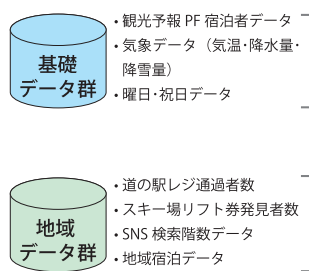 基礎
データ群
• 観光予報 PF 宿泊者データ
• 気象データ（気温・降水量・
降雪量）
• 曜日・祝日データ
地域
データ群
• 道の駅レジ通過者数
• スキー場リフト券発見者数
• SNS 検索階数データ
• 地域宿泊データ